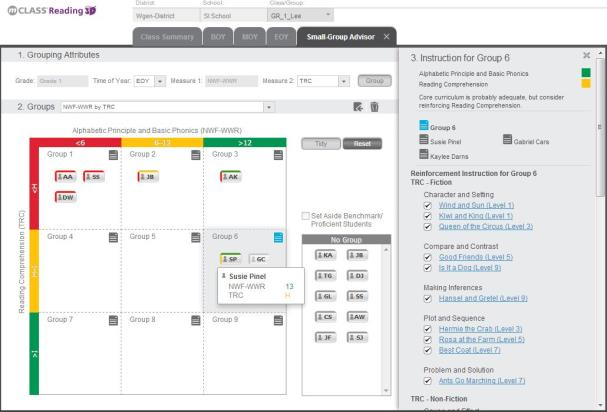 mCLASS Reading 3D
District: School: Class/Group:
Wgen-District SI School GR_1_Lee
Class Summary BOY MOY EOY Small-Group Advisor X
1. Grouping Attributes
Grade: Grade 1 Time of Year: EOY Measure 1: NWF-WWR Measure 2: TRC Group
2. Groups NWF-WWR by TRC
Alphabetic Principle and Basic Phonics (NWF-WWR)
<6 6-12 >12
Reading Comprehension (TRC)
Group 1 Group 2 Group 3
AA SS JB AK
DW
Group 4 Group 5 Group 6
SP GC
Susie Pinel
NWF-WWR 13
TRC H
Group 7 Group 8 Group 9
Tidy Reset
Set Aside Benchmark/
Proficient Students
No Group
KA JB
TG DJ
GL SS
CS AW
JF SJ
3. Instruction for Group 6
Alphabetic Principle and Basic Phonics
Reading Comprehension
Core curriculum is probably adequate, but consider
reinforcing Reading Comprehension.
Group 6
Susie Pinel Gabriel Cars
Kaylee Darns
Reinforcement Instruction for Group 6
TRC - Fiction
Character and Setting
Wind and Sun (Level 1)
Kiwi and King (Level 1)
Queen of the Circus (Level 3)
Compare and Contrast
Good Friends (Level 5)
Is It a Dog (Level 9)
Making Inferences
Hansel and Gretel (Level 9)
Plot and Sequence
Hermie the Crab (Level 3)
Rosa at the Farm (Level 5)
Best Coat (Level 7)
Problem and Solution
Ants Go Marching (Level 7)
TRC - Non-Fiction
Cause and Effect